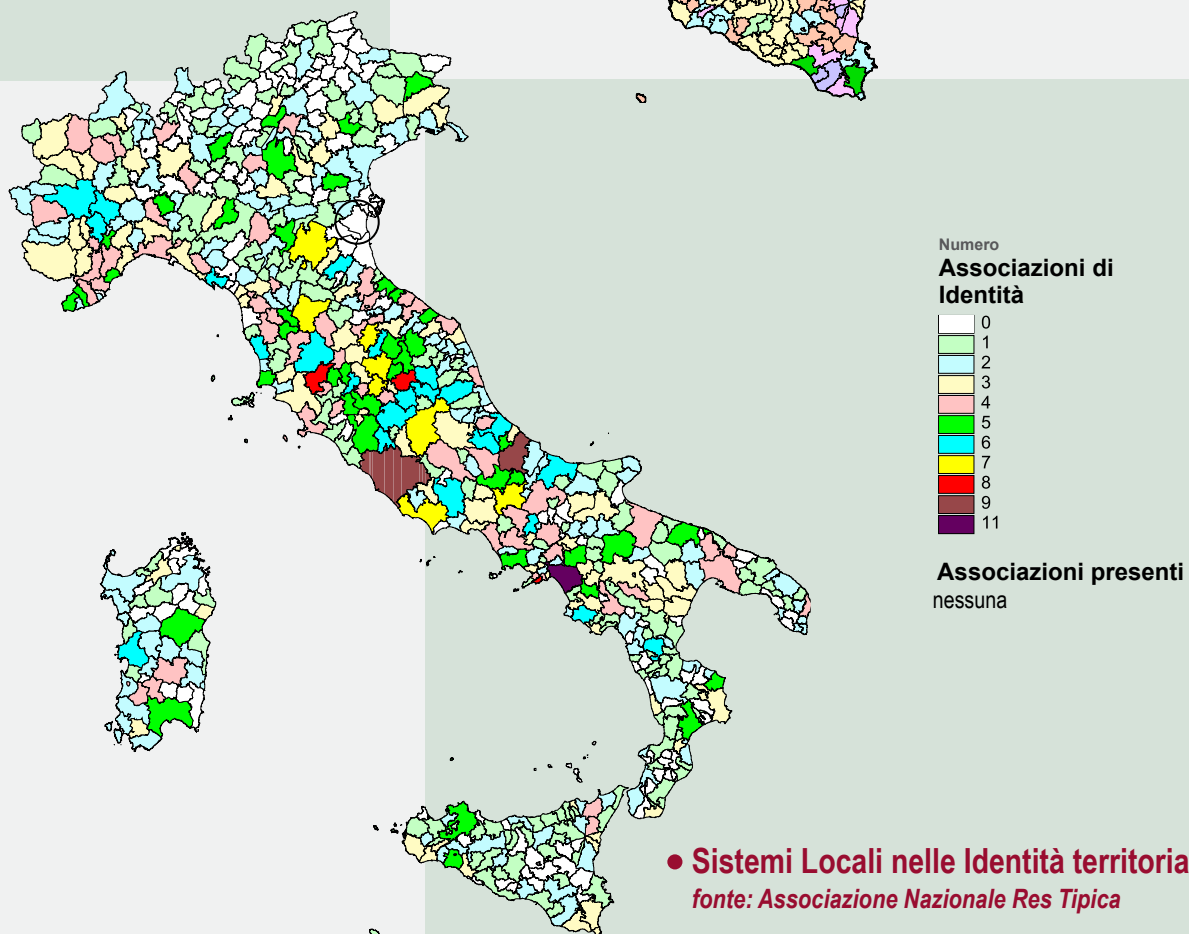 Numero
Associazioni di
Identità
0
1
2
3
4
5
6
7
8
9
11
Associazioni presenti
nessuna
• Sistemi Locali nelle Identità territoria
fonte: Associazione Nazionale Res Tipica